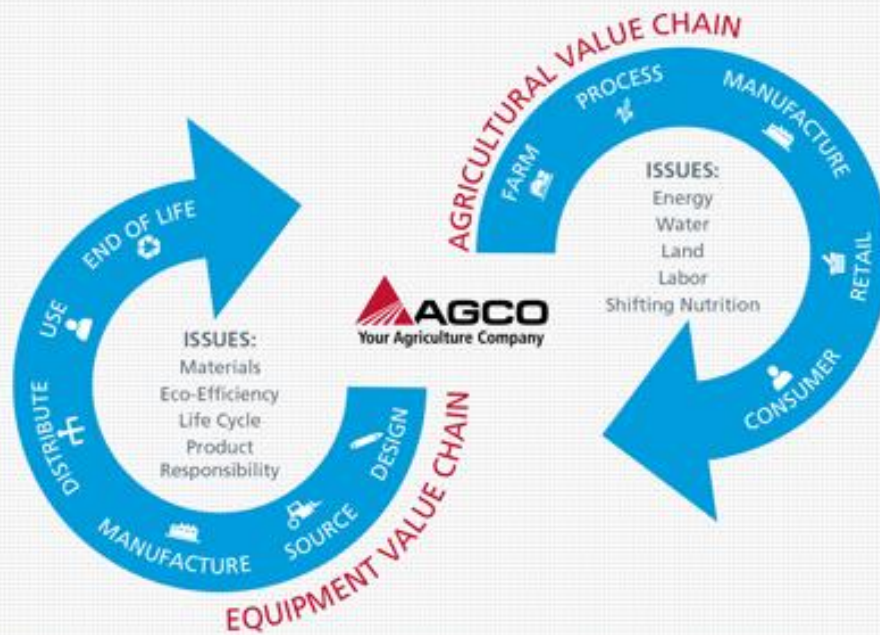 AGRICULTURAL VALUE CHAIN
FARM
PROCESS
MANUFACTURE
RETAIL
CONSUMER
ISSUES:
Energy
Water
Land
Labor
Shifting Nutrition
AGCO
Your Agriculture Company
EQUIPMENT VALUE CHAIN
DESIGN
SOURCE
MANUFACTURE
DISTRIBUTE
USE
END OF LIFE
ISSUES:
Materials
Eco-Efficiency
Life Cycle
Product
Responsibility